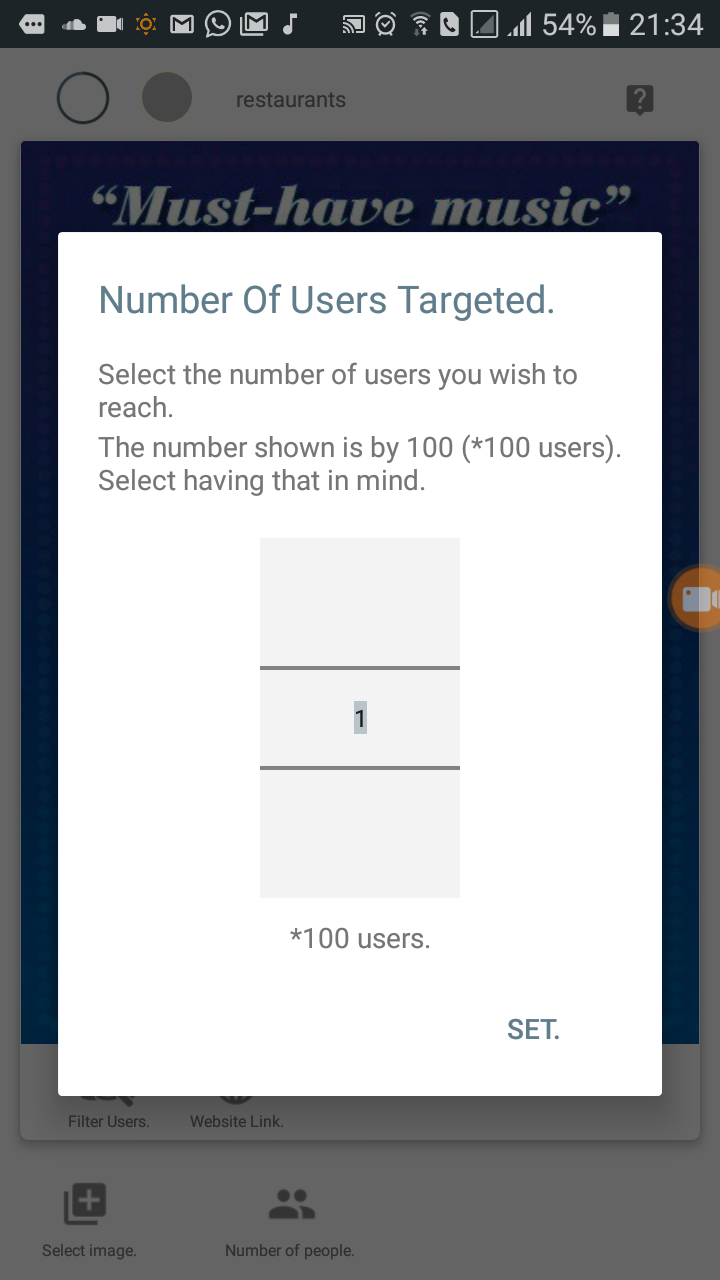 54% 21:34
restaurants
“Must-have music”
Number Of Users Targeted.
Select the number of users you wish to
reach.
The number shown is by 100 (*100 users).
Select having that in mind.
1
*100 users.
SET.
Filter Users. Website Link.
Select image. Number of people.